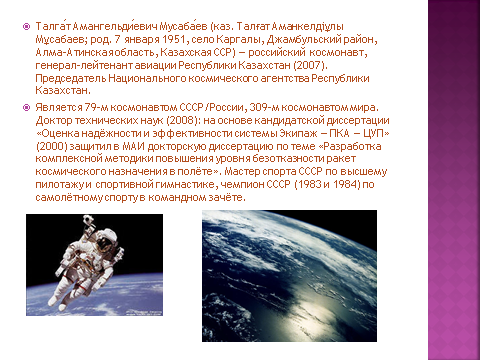 Талга́т Амангельди́евич Мусаба́ев (каз. Талғат Аманкелдіұлы
Мұсабаев; род. 7 января 1951, село Каргалы, Джамбульский район,
Алма-Атинская область, Казахская ССР) — российский космонавт,
генерал-лейтенант авиации Республики Казахстан (2007).
Председатель Национального космического агентства Республики
Казахстан.
Является 79-м космонавтом СССР/России, 309-м космонавтом мира.
Доктор технических наук (2008): на основе кандидатской диссертации
«Оценка надёжности и эффективности системы Экипаж — ПКА — ЦУП»
(2000) защитил в МАИ докторскую диссертацию по теме «Разработка
комплексной методики повышения уровня безотказности ракет
космического назначения в полёте». Мастер спорта СССР по высшему
пилотажу и спортивной гимнастике, чемпион СССР (1983 и 1984) по
самолётному спорту в командном зачёте.